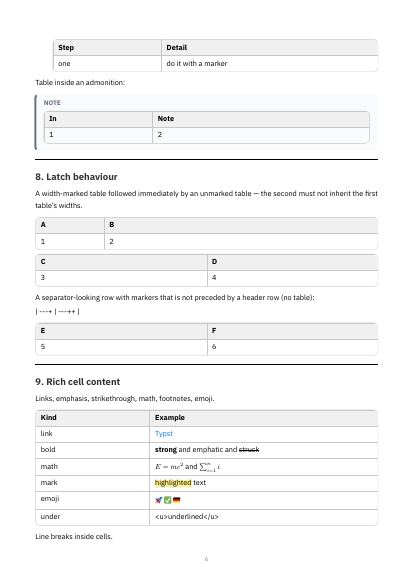 Step Detail
one do it with a marker
Table inside an admonition:
NOTE
In Note
1 2
8. Latch behaviour
A width-marked table followed immediately by an unmarked table — the second must not inherit the first
table's widths.
A B
1 2
C D
3 4
A separator-looking row with markers that is not preceded by a header row (no table):
| ---+ | ---++ |
E F
5 6
9. Rich cell content
Links, emphasis, strikethrough, math, footnotes, emoji.
Kind Example
link Typst
bold strong and emphatic and struck
math E = mc² and ∑ⁿᵢ₌₁ i
mark highlighted text
emoji 🚀 ✅ 🇩🇪
under <u>underlined</u>
Line breaks inside cells.
6